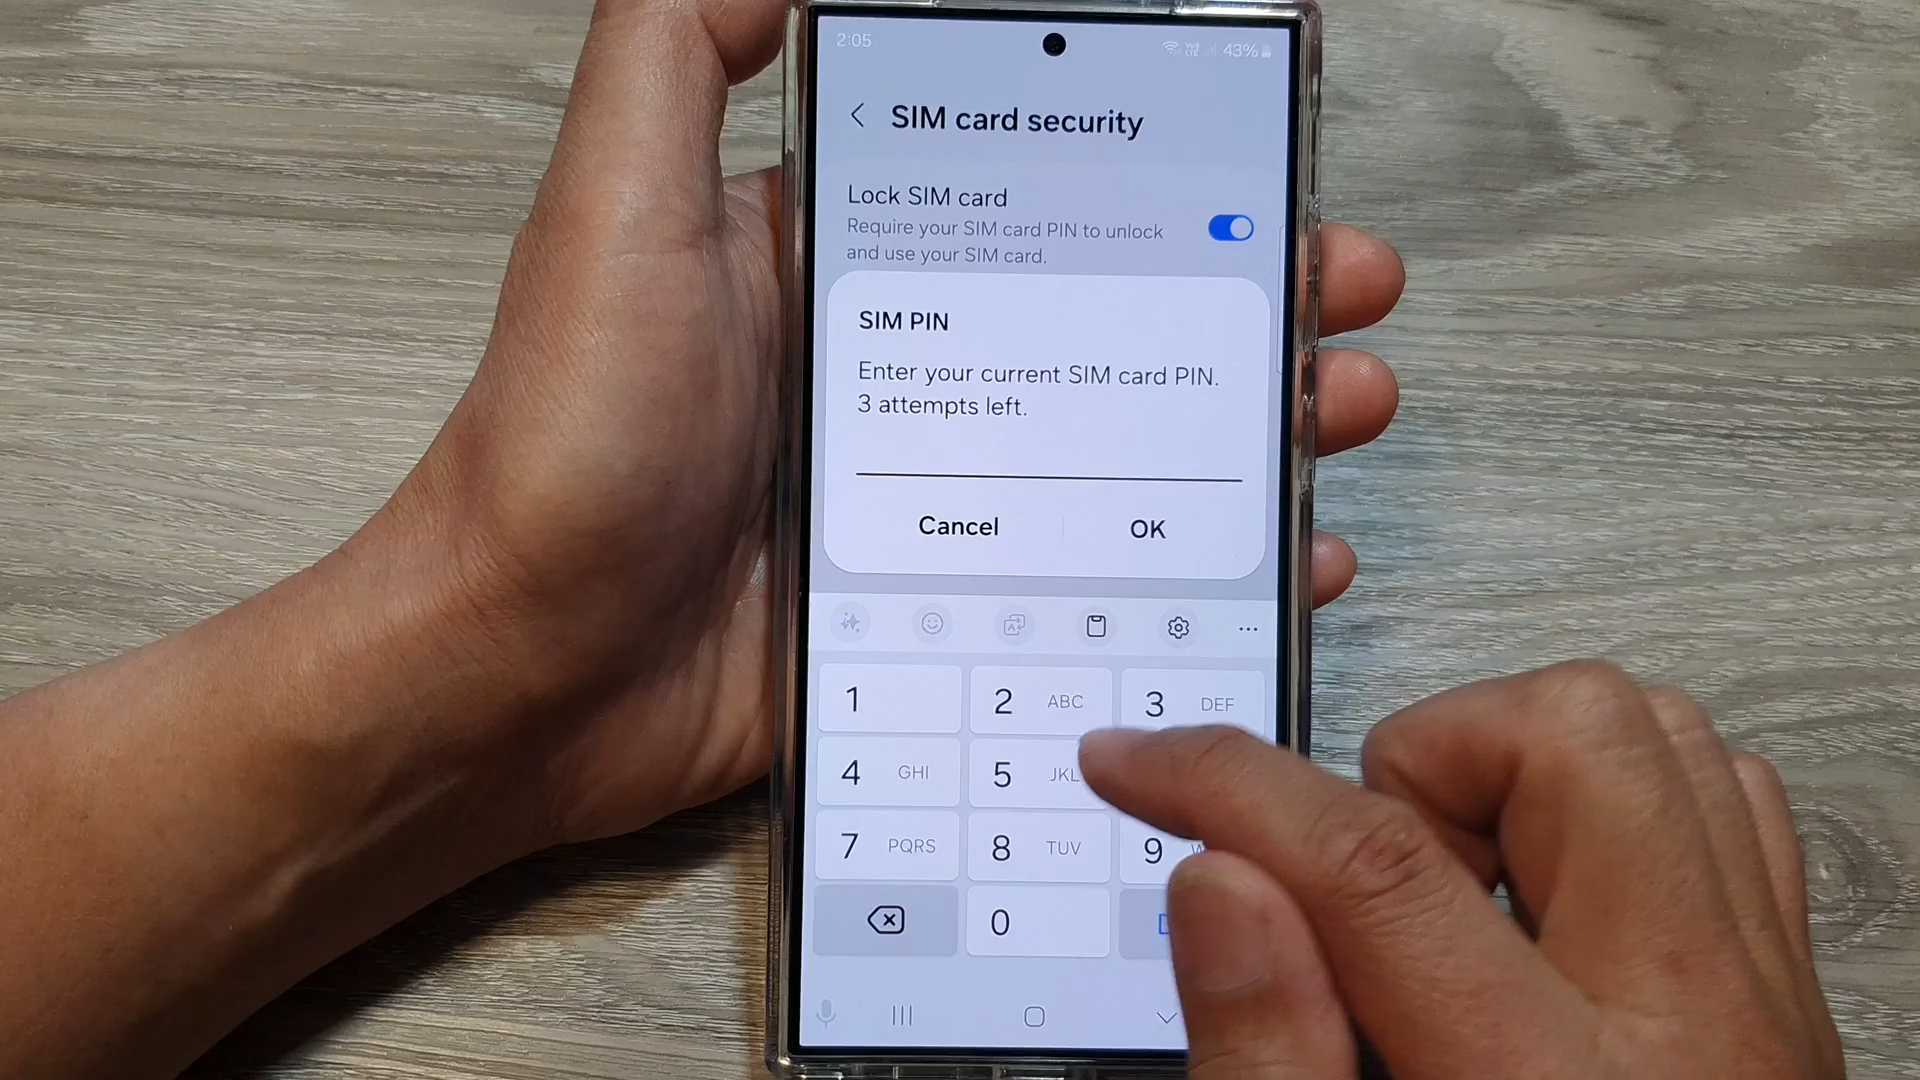 2:05
43%
SIM card security
Lock SIM card
Require your SIM card PIN to unlock
and use your SIM card.
SIM PIN
Enter your current SIM card PIN.
3 attempts left.
Cancel OK
1 2 ABC 3 DEF
4 GHI 5 JKL
7 PQRS 8 TUV 9
0